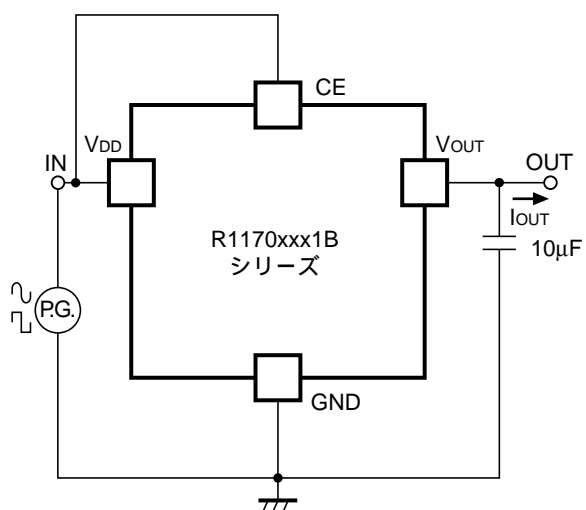 CE
VDD
VOUT
IN
OUT
IOUT
R1170xxx1B
シリーズ
10μF
P.G.
GND